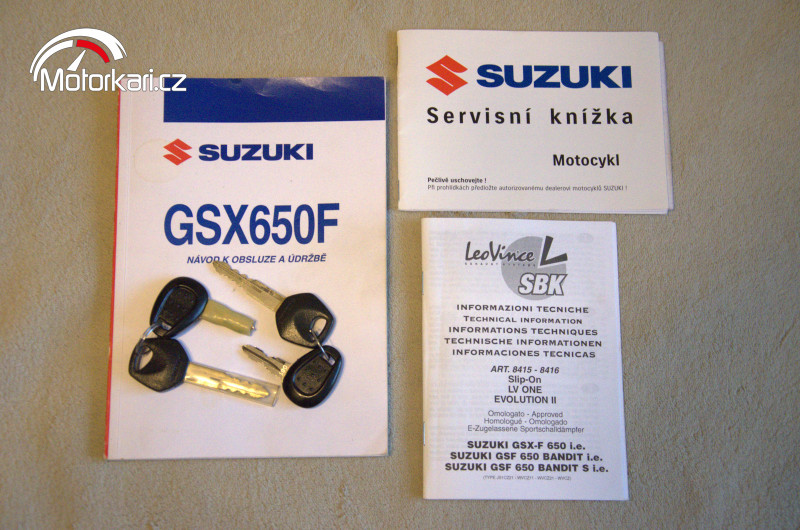 Motorkari.cz
SUZUKI
GSX650F
NÁVOD K OBSLUZE A ÚDRŽBĚ
SUZUKI
Servisní knížka
Motocykl
Pečlivě uschovejte !
Při prohlídkách předložte autorizovanému dealerovi motocyklů SUZUKI !
LeoVince
EXHAUST SYSTEMS
SBK
INFORMAZIONI TECNICHE
TECHNICAL INFORMATION
INFORMATIONS TECHNIQUES
TECHNISCHE INFORMATIONEN
INFORMACIONES TECNICAS
ART. 8415 - 8416
Slip-On
LV ONE
EVOLUTION II
Omologato - Approved
Homologué - Omologado
E-Zugelassene Sportschalldämpfer
SUZUKI GSX-F 650 i.e.
SUZUKI GSF 650 BANDIT i.e.
SUZUKI GSF 650 BANDIT S i.e.